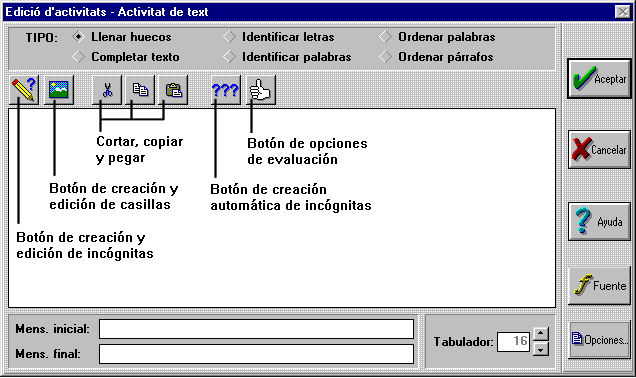 Edició d'activitats - Activitat de text
TIPO:
Llenar huecos
Identificar letras
Ordenar palabras
Completar texto
Identificar palabras
Ordenar párrafos
?
???
Cortar, copiar
y pegar
Botón de opciones
de evaluación
Botón de creación y
edición de casillas
Botón de creación
automática de incógnitas
Botón de creación y
edición de incógnitas
Aceptar
Cancelar
? Ayuda
f Fuente
Opciones...
Mens. inicial:
Mens. final:
Tabulador: 16